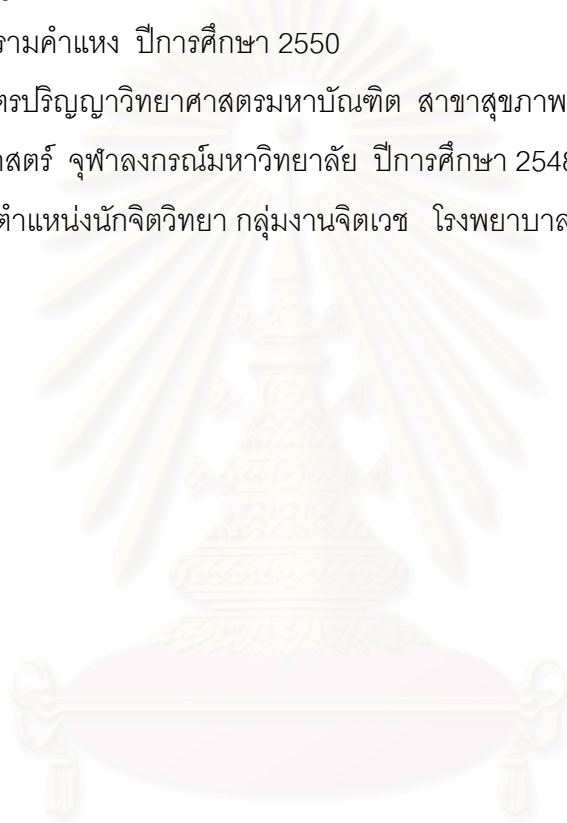 รามคำแหง ปีการศึกษา 2550
ตรปริญญาวิทยาศาสตรมหาบัณฑิต สาขาสุขภาพ
าสตร์ จุฬาลงกรณ์มหาวิทยาลัย ปีการศึกษา 2548
ตำแหน่งนักจิตวิทยา กลุ่มงานจิตเวช โรงพยาบาล